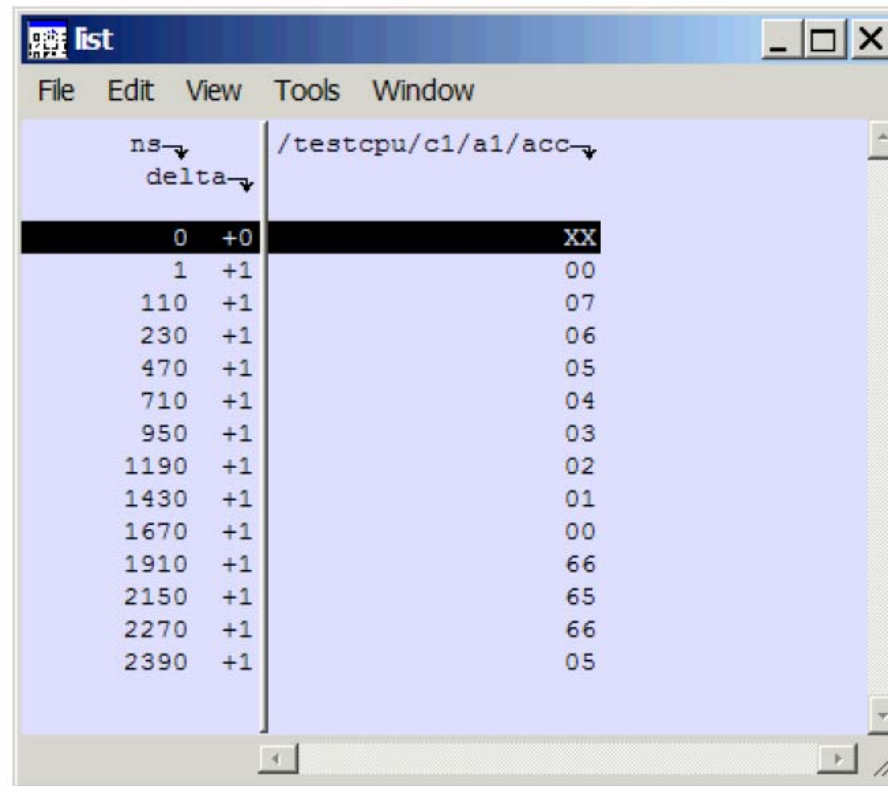 list
File Edit View Tools Window
ns /testcpu/c1/a1/acc
delta
0 +0 XX
1 +1 00
110 +1 07
230 +1 06
470 +1 05
710 +1 04
950 +1 03
1190 +1 02
1430 +1 01
1670 +1 00
1910 +1 66
2150 +1 65
2270 +1 66
2390 +1 05